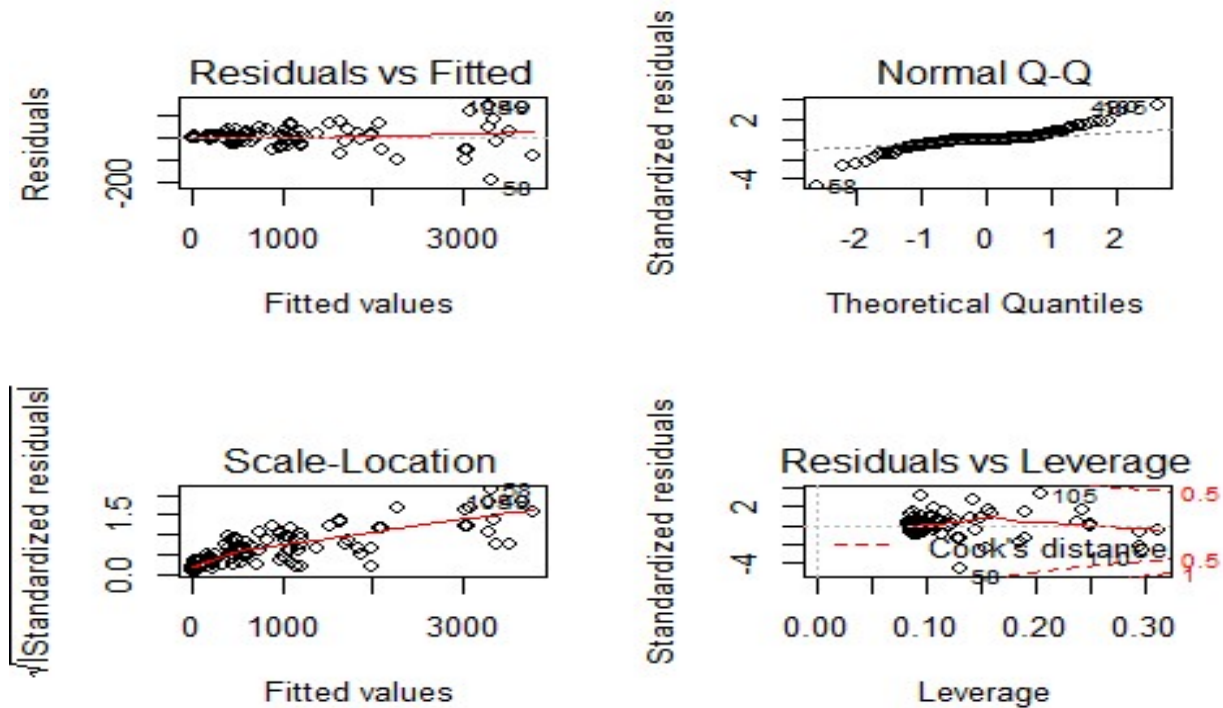 Residuals vs Fitted
Residuals
-200
58
0 1000 3000
Fitted values
Normal Q-Q
Standardized residuals
2
-4
58
-2 -1 0 1 2
Theoretical Quantiles
Scale-Location
√|Standardized residuals|
1.5
0.0
0 1000 3000
Fitted values
Residuals vs Leverage
Standardized residuals
2
-4
105
0.5
Cook's distance
0.5
1
58
0.00 0.10 0.20 0.30
Leverage